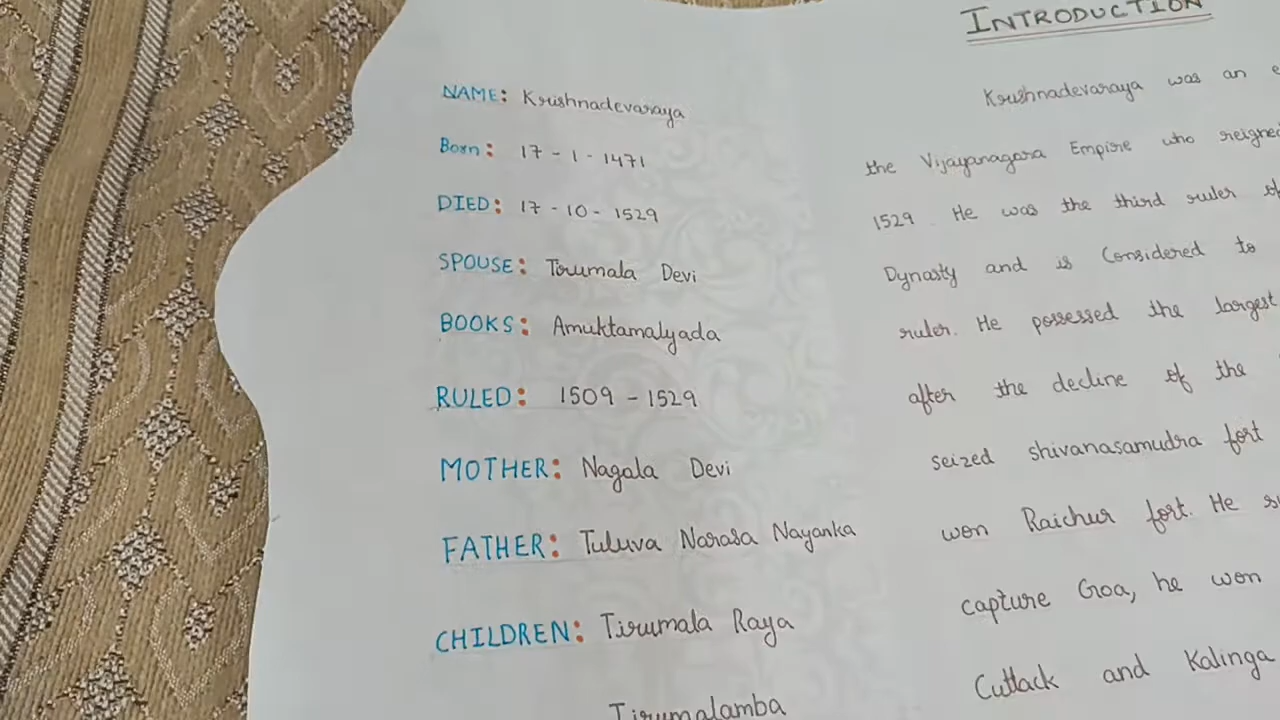 NAME: Krishnadevaraya
Born: 17 - 1 - 1471
DIED: 17 - 10 - 1529
SPOUSE: Tirumala Devi
BOOKS: Amuktamalyada
RULED: 1509 - 1529
MOTHER: Nagala Devi
FATHER: Tuluva Narasa Nayanka
CHILDREN: Tirumala Raya
Tirumalamba
INTRODUCTION
Krishnadevaraya was an
the Vijayanagara Empire who reigned
1529. He was the third ruler of
Dynasty and is Considered to
ruler. He possessed the largest
after the decline of the
seized shivanasamudra fort
won Raichur fort. He
capture Goa, he won
Cuttack and Kalinga